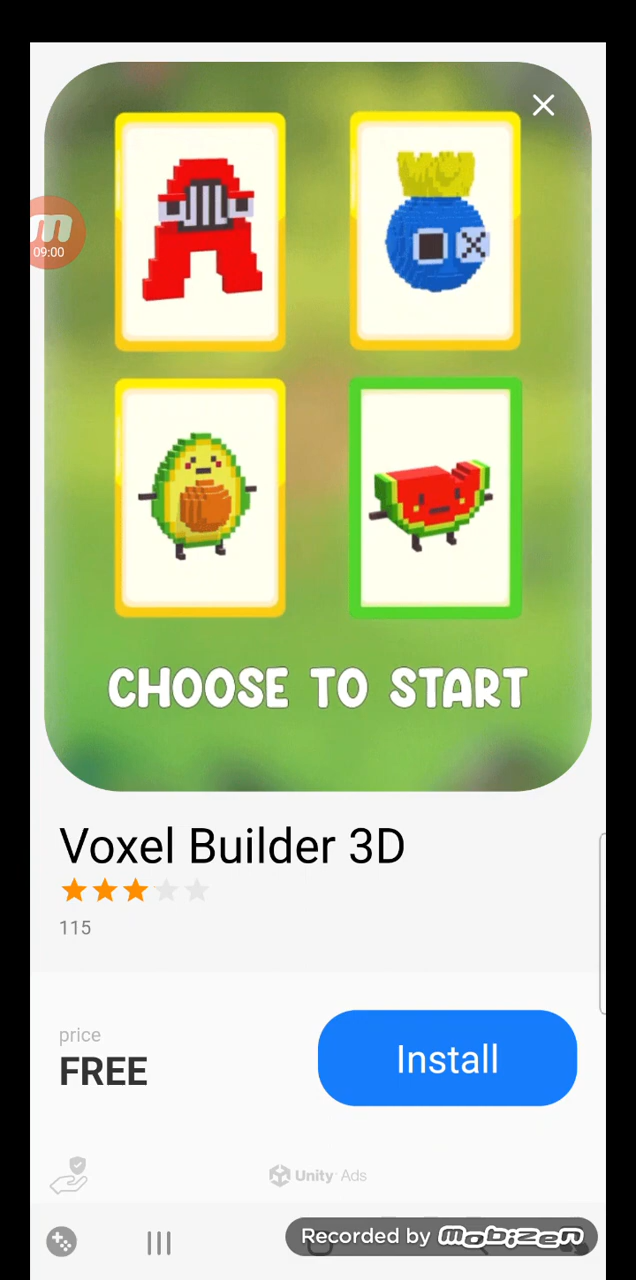 m
09:00
CHOOSE TO START
Voxel Builder 3D
115
price
FREE
Install
Unity Ads
Recorded by mobizen